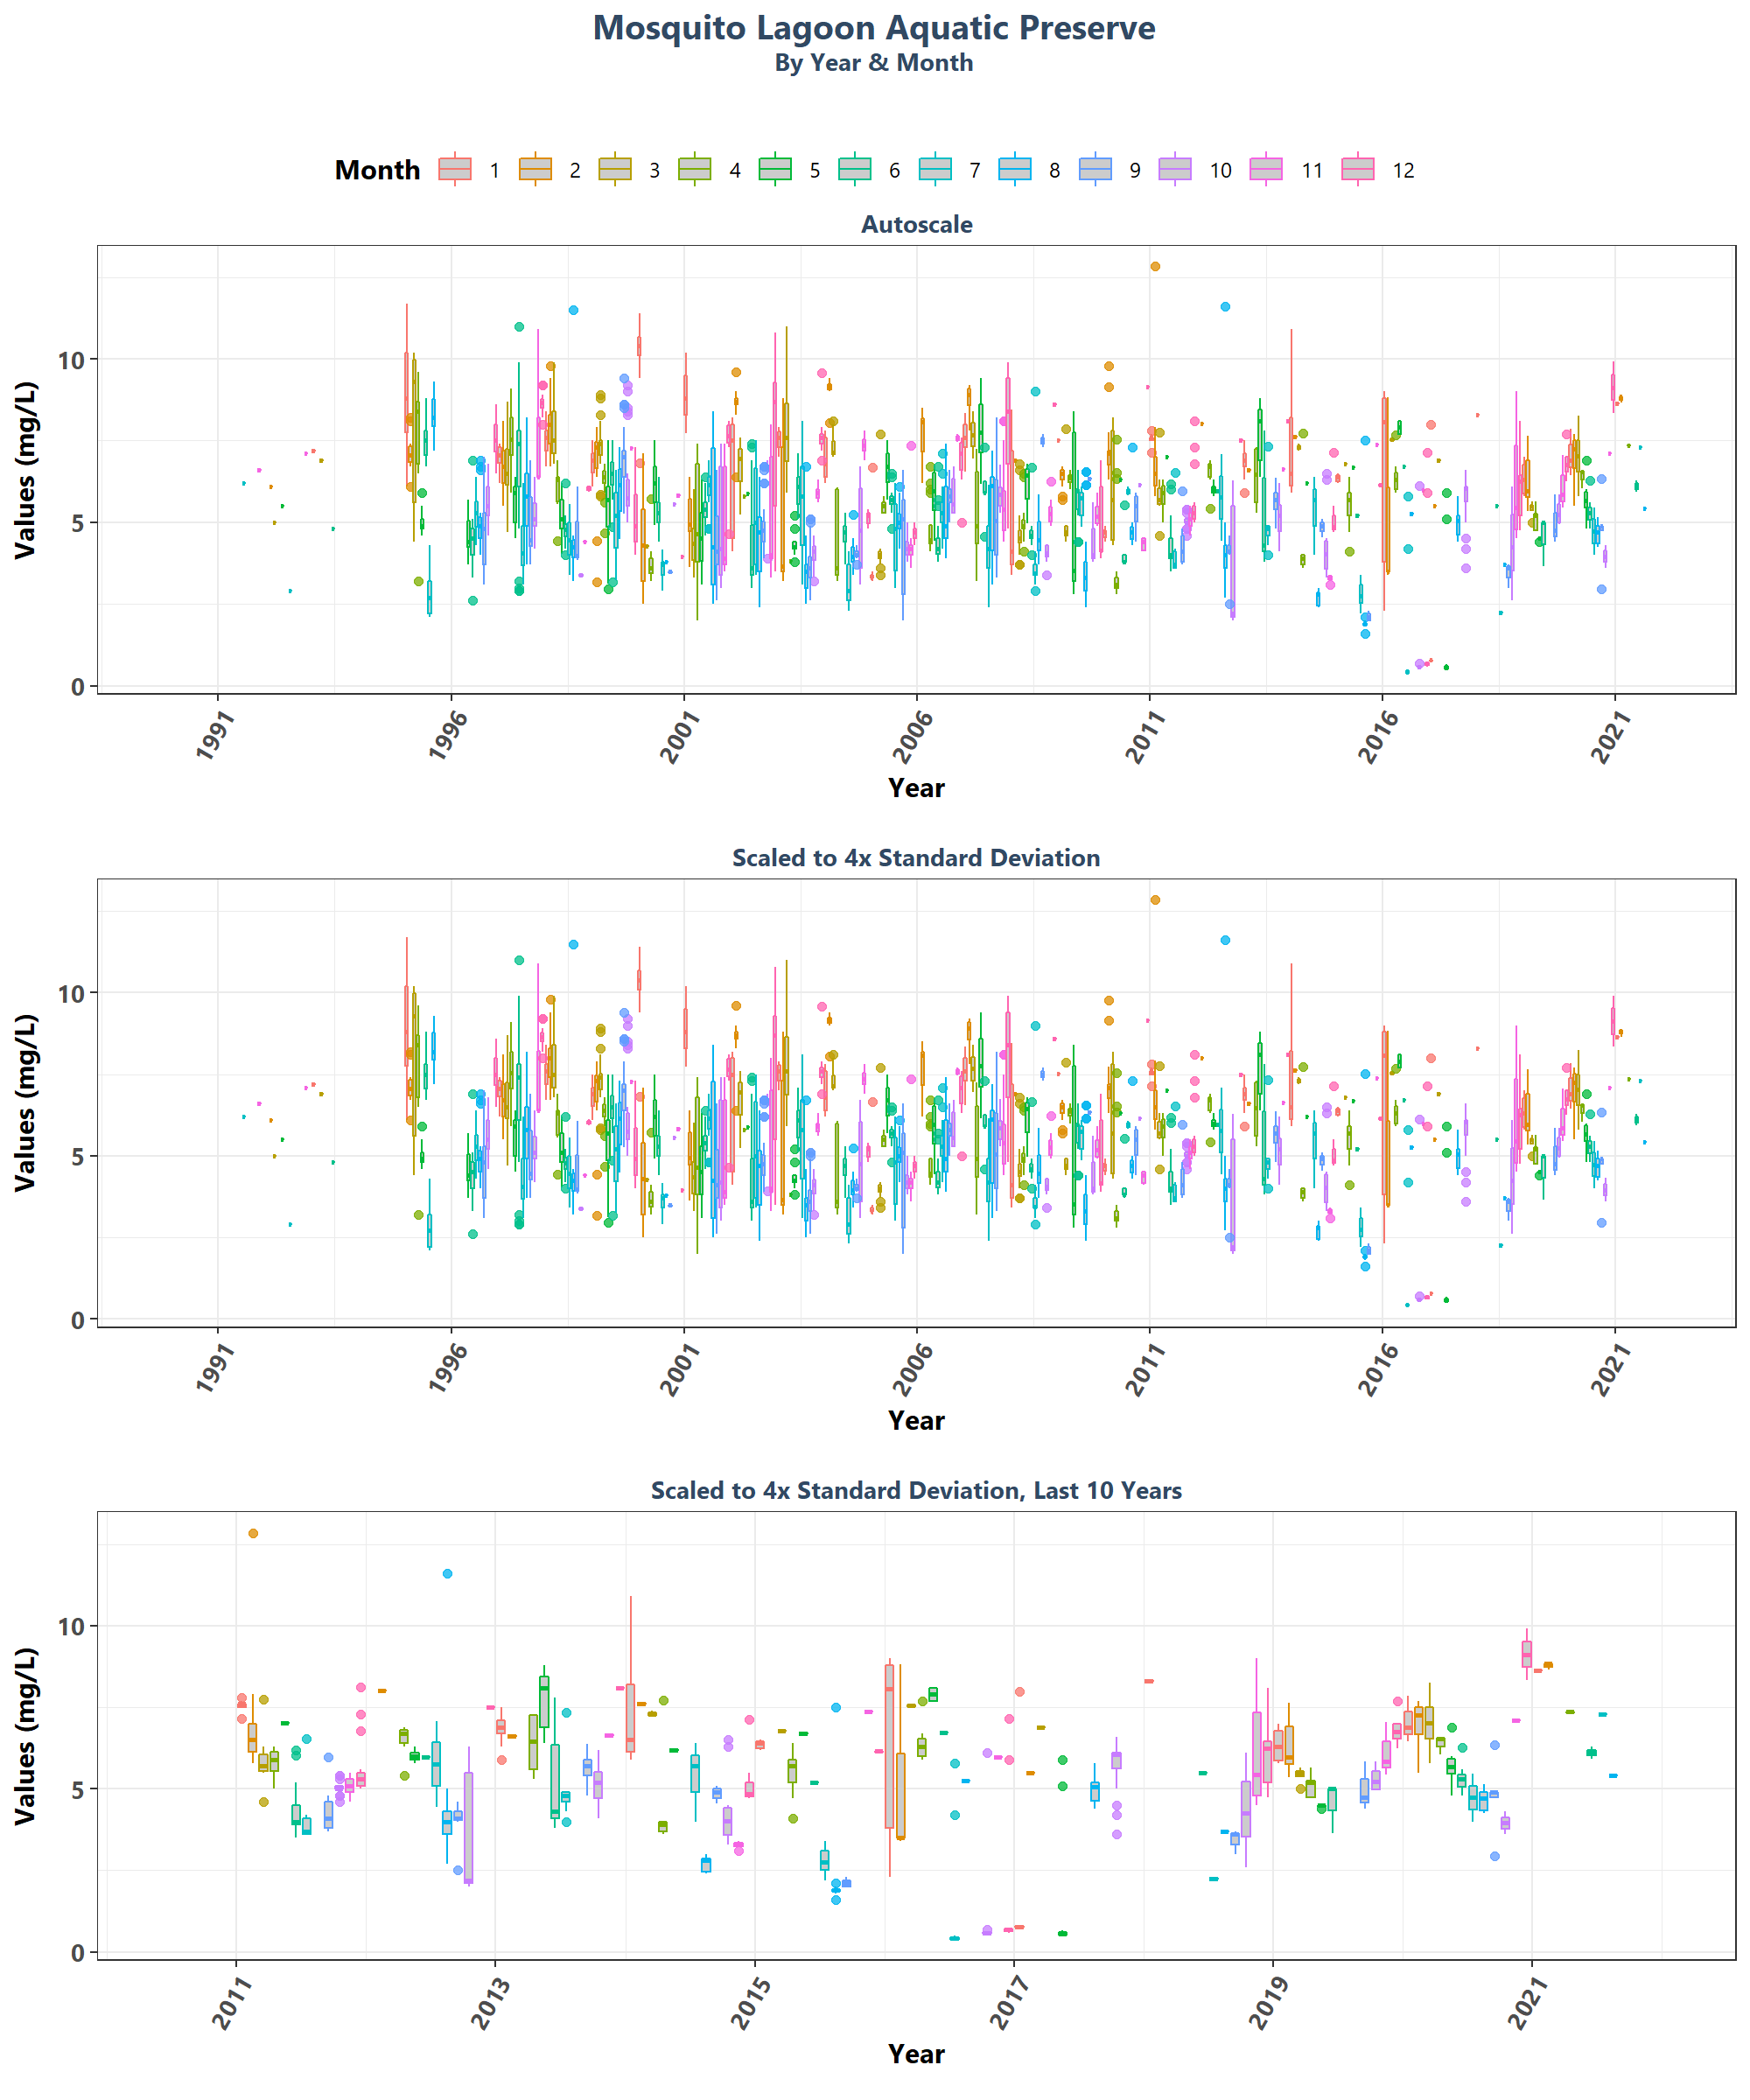 Mosquito Lagoon Aquatic Preserve
By Year & Month
Month 1 2 3 4 5 6 7 8 9 10 11 12
Autoscale
Values (mg/L)
10
5
0
1991 1996 2001 2006 2011 2016 2021
Year
Scaled to 4x Standard Deviation
Values (mg/L)
10
5
0
1991 1996 2001 2006 2011 2016 2021
Year
Scaled to 4x Standard Deviation, Last 10 Years
Values (mg/L)
10
5
0
2011 2013 2015 2017 2019 2021
Year